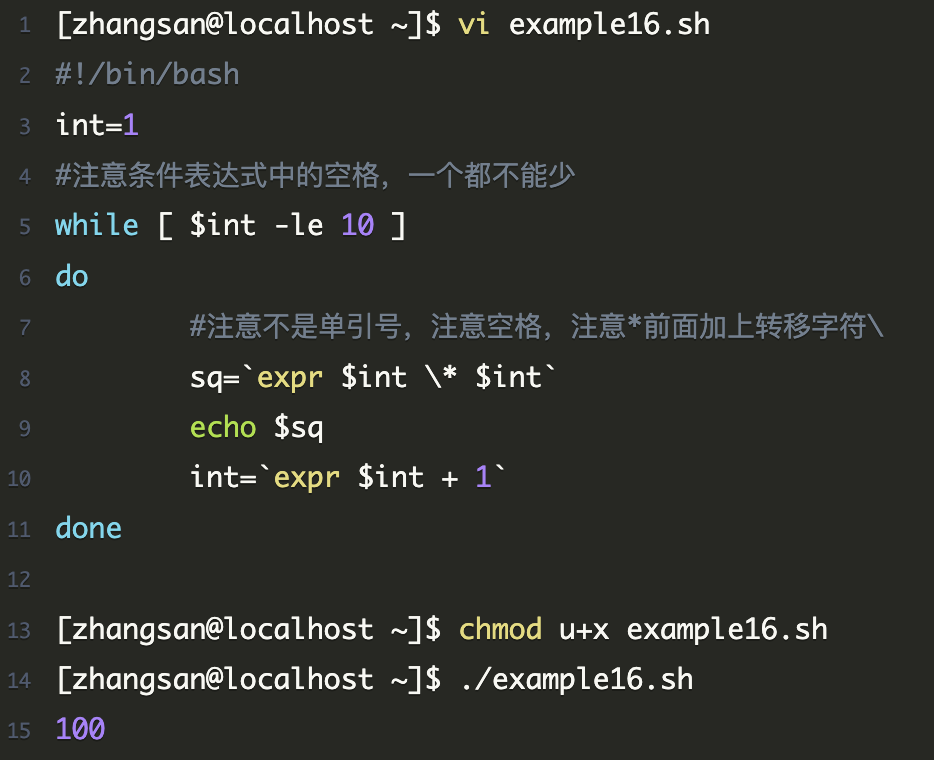 1 [zhangsan@localhost ~]$ vi example16.sh
2 #!/bin/bash
3 int=1
4 #注意条件表达式中的空格，一个都不能少
5 while [ $int -le 10 ]
6 do
7         #注意不是单引号，注意空格，注意*前面加上转移字符\
8         sq=`expr $int \* $int`
9         echo $sq
10         int=`expr $int + 1`
11 done
12
13 [zhangsan@localhost ~]$ chmod u+x example16.sh
14 [zhangsan@localhost ~]$ ./example16.sh
15 100